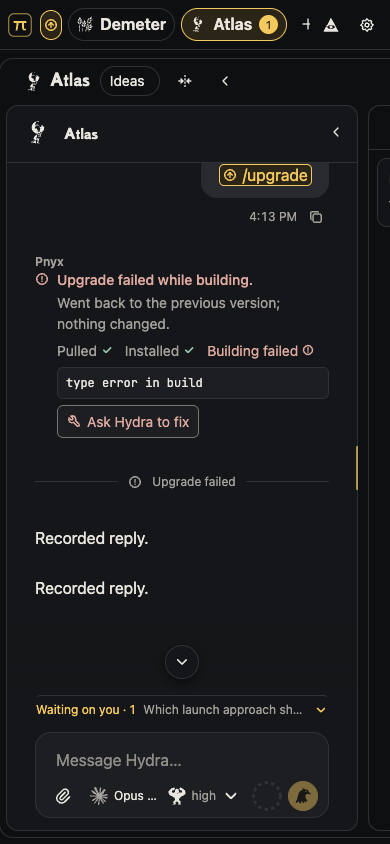 π
Demeter
Atlas 1
Atlas
Ideas
Atlas
/upgrade
4:13 PM
Pnyx
Upgrade failed while building.
Went back to the previous version;
nothing changed.
Pulled ✓ Installed ✓ Building failed
type error in build
Ask Hydra to fix
Upgrade failed
Recorded reply.
Recorded reply.
Waiting on you · 1 Which launch approach sh...
Message Hydra...
Opus ... high